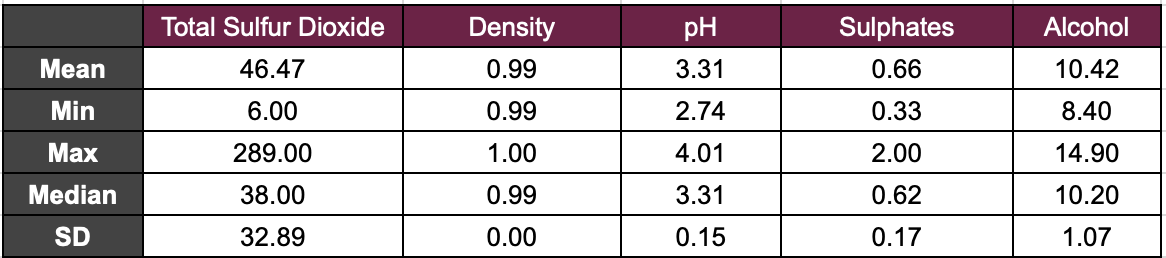 Total Sulfur Dioxide Density pH Sulphates Alcohol
Mean 46.47 0.99 3.31 0.66 10.42
Min 6.00 0.99 2.74 0.33 8.40
Max 289.00 1.00 4.01 2.00 14.90
Median 38.00 0.99 3.31 0.62 10.20
SD 32.89 0.00 0.15 0.17 1.07